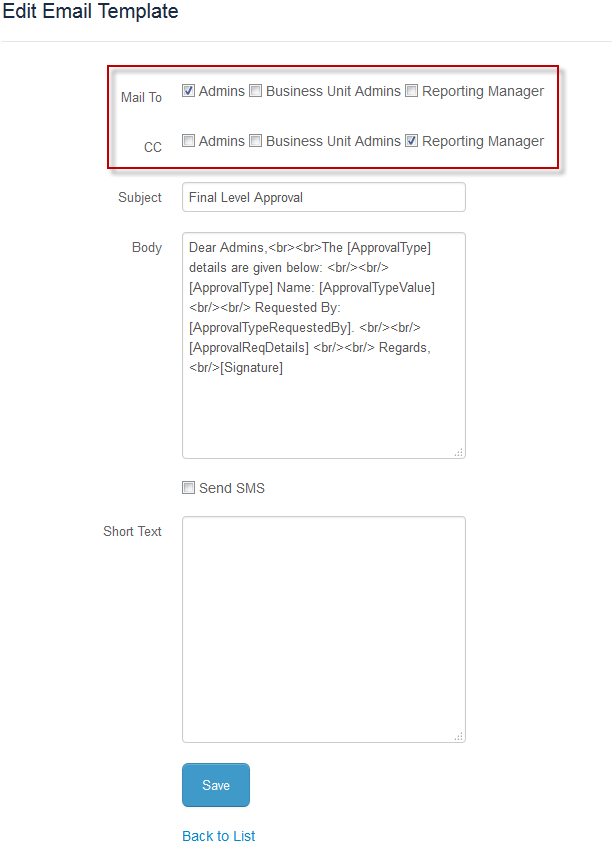 Edit Email Template
Mail To Admins Business Unit Admins Reporting Manager
CC Admins Business Unit Admins Reporting Manager
Subject Final Level Approval
Body Dear Admins,<br><br>The [ApprovalType]
details are given below: <br/><br/>
[ApprovalType] Name: [ApprovalTypeValue]
<br/><br/> Requested By:
[ApprovalTypeRequestedBy]. <br/><br/>
[ApprovalReqDetails] <br/><br/> Regards,
<br/>[Signature]
Send SMS
Short Text
Save
Back to List